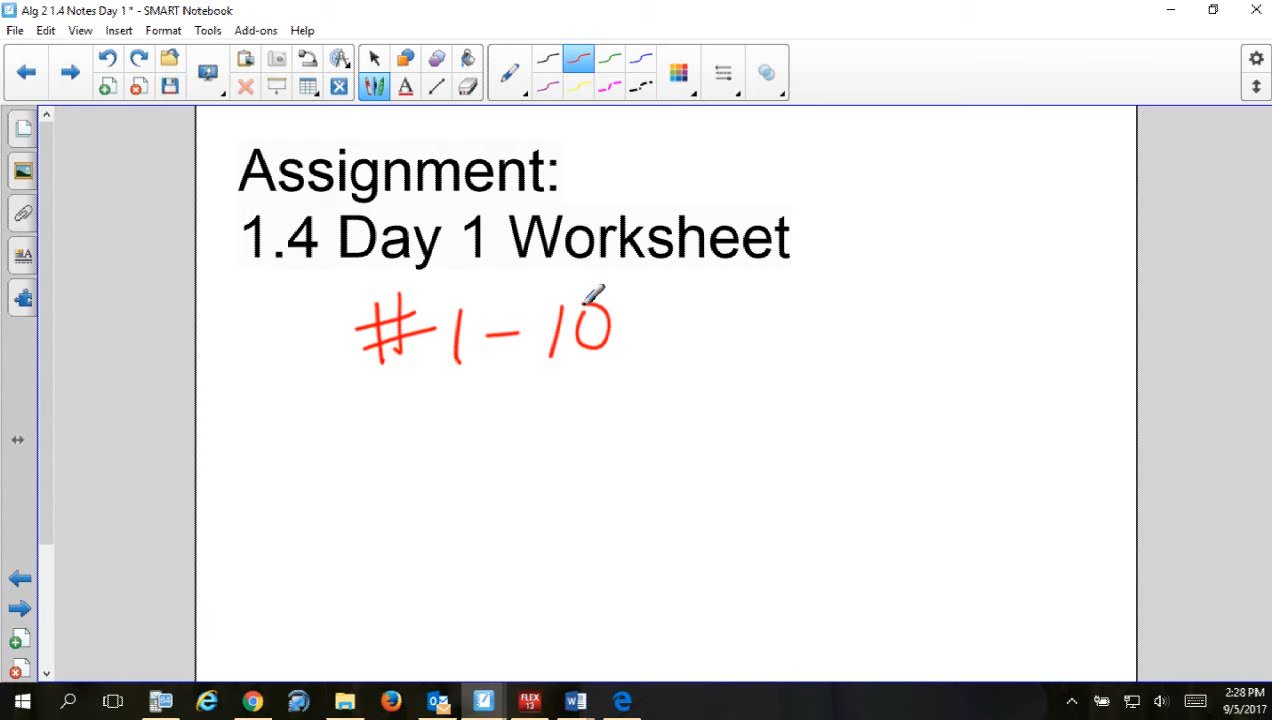 Alg 2 1.4 Notes Day 1 * - SMART Notebook
File Edit View Insert Format Tools Add-ons Help
Assignment:
1.4 Day 1 Worksheet
#1-10
FLEX
13
2:28 PM
9/5/2017